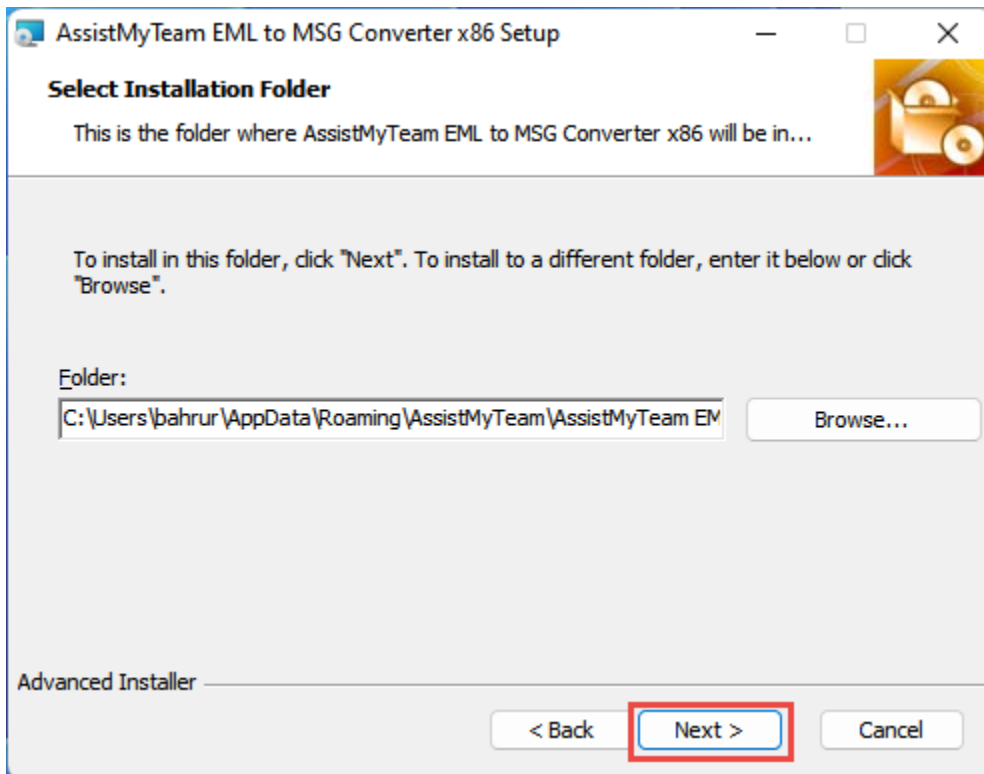 AssistMyTeam EML to MSG Converter x86 Setup
Select Installation Folder
This is the folder where AssistMyTeam EML to MSG Converter x86 will be in...
To install in this folder, click "Next". To install to a different folder, enter it below or click
"Browse".
Folder:
C:\Users\bahrur\AppData\Roaming\AssistMyTeam\AssistMyTeam EM
Browse...
Advanced Installer
< Back
Next >
Cancel